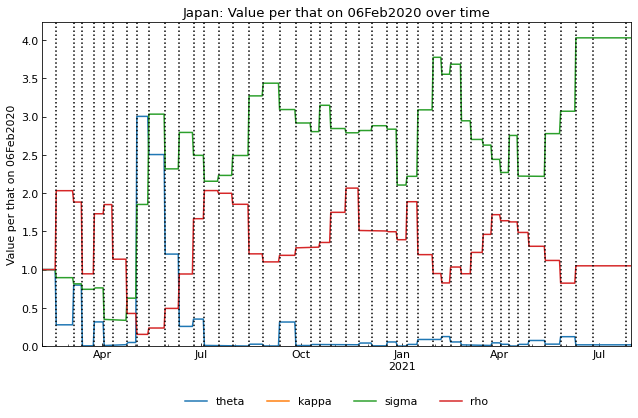 Japan: Value per that on 06Feb2020 over time
Value per that on 06Feb2020
4.0
3.5
3.0
2.5
2.0
1.5
1.0
0.5
0.0
Apr Jul Oct Jan Apr Jul
2021
theta kappa sigma rho